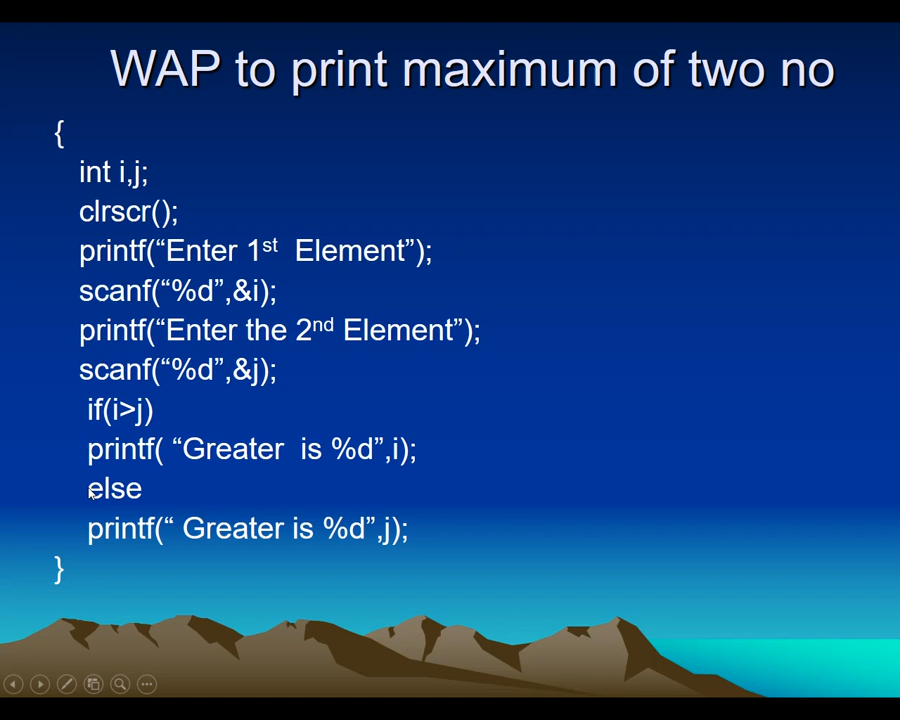 WAP to print maximum of two no
{
int i,j;
clrscr();
printf(“Enter 1st  Element”);
scanf(“%d”,&i);
printf(“Enter the 2nd Element”);
scanf(“%d”,&j);
if(i>j)
printf( “Greater  is %d”,i);
else
printf(“ Greater is %d”,j);
}